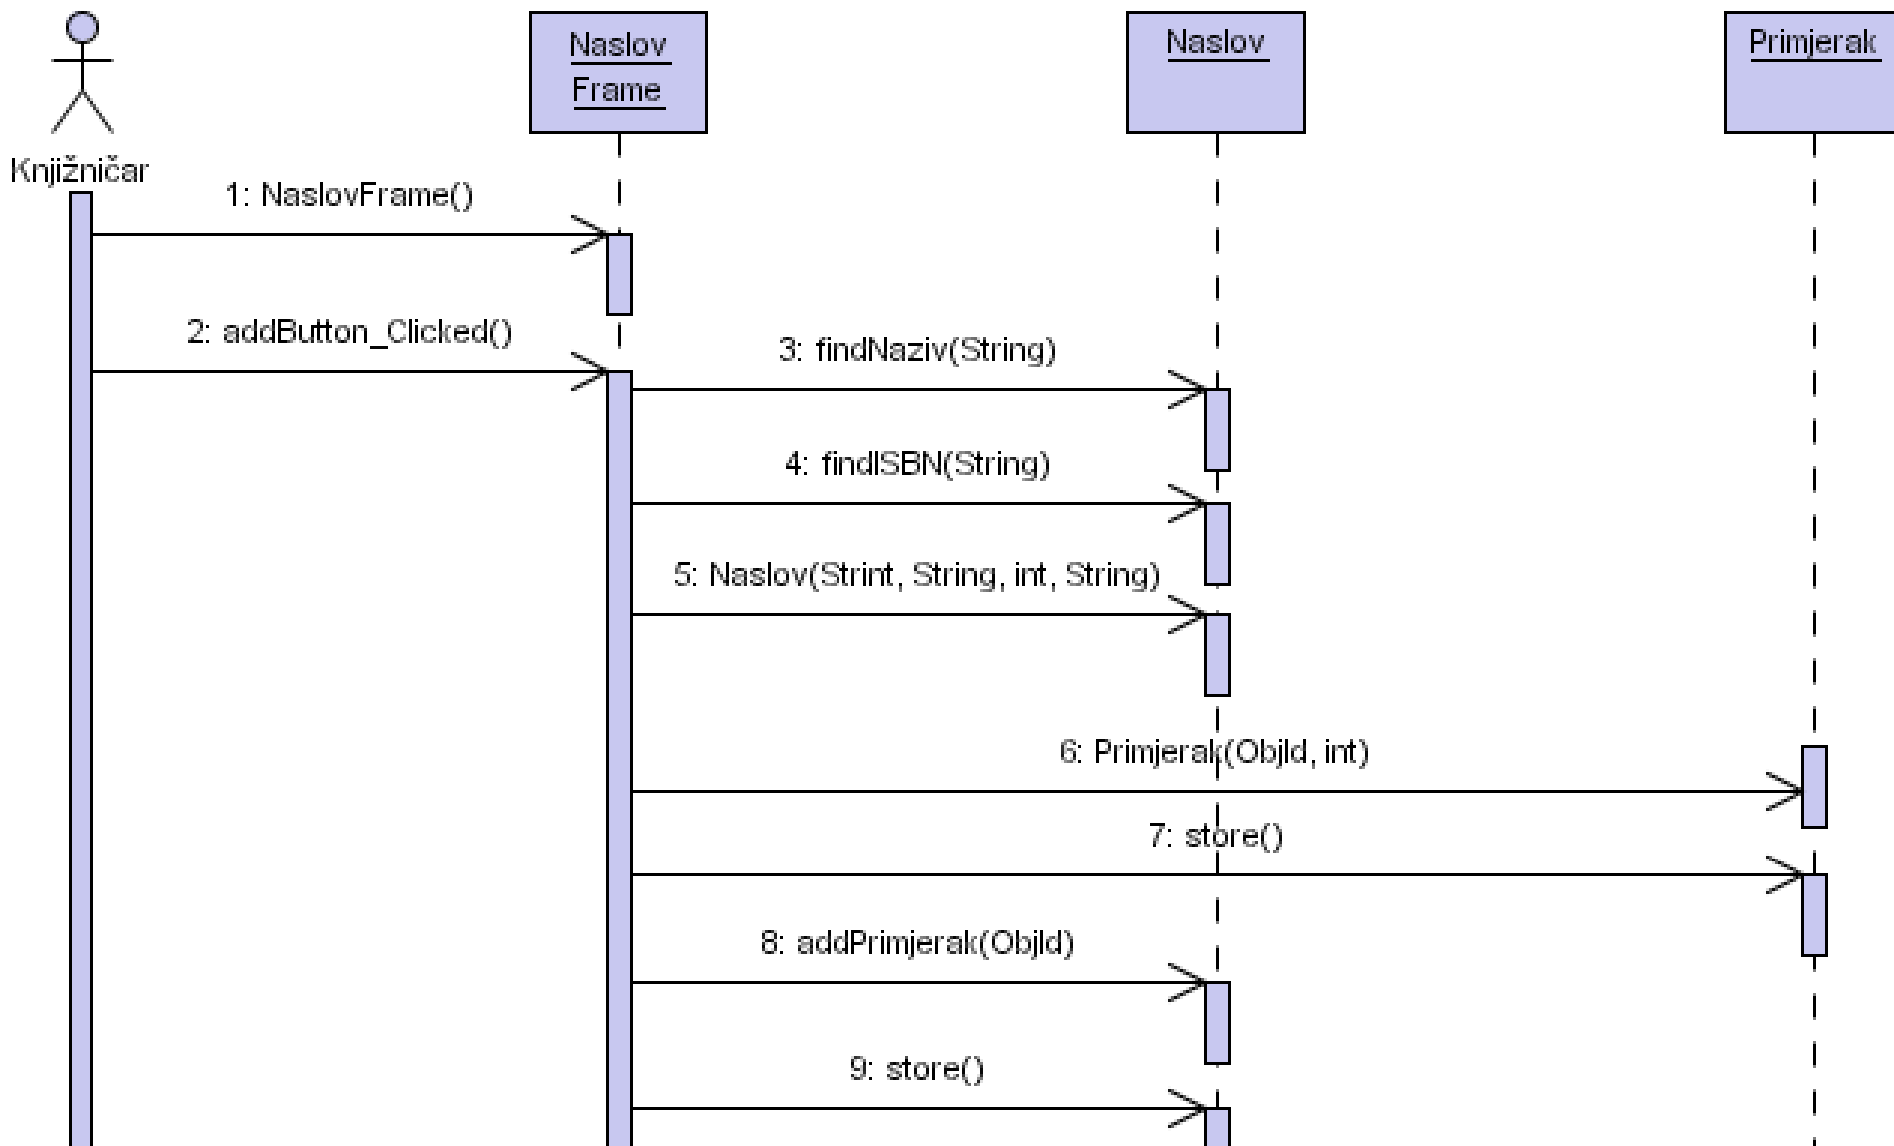 Naslov
Frame
Naslov
Primjerak
Knjižničar
1: NaslovFrame()
2: addButton_Clicked()
3: findNaziv(String)
4: findISBN(String)
5: Naslov(Strint, String, int, String)
6: Primjerak(ObjId, int)
7: store()
8: addPrimjerak(ObjId)
9: store()